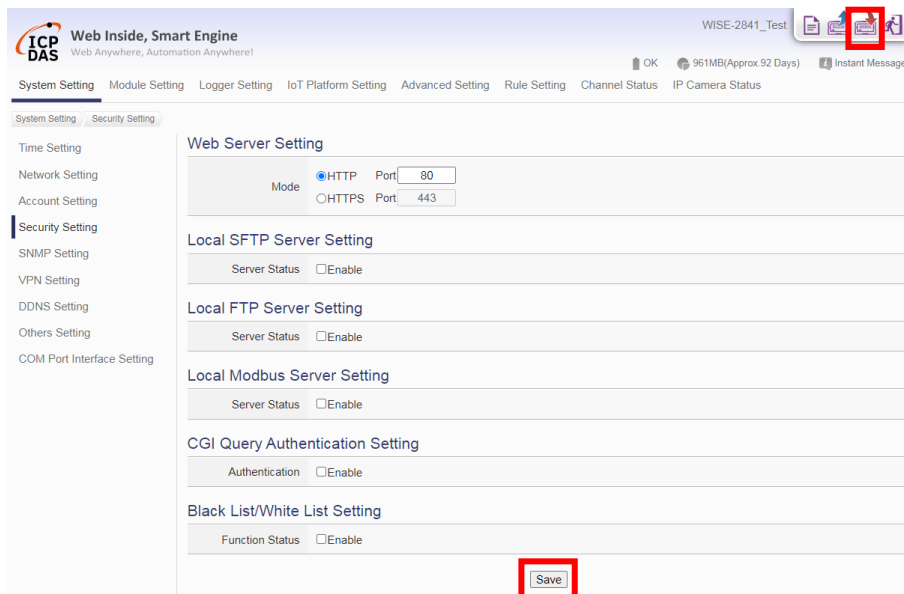 WISE-2841_Test
ICP DAS
Web Inside, Smart Engine
Web Anywhere, Automation Anywhere!
OK 961MB(Approx.92 Days) Instant Message
System Setting Module Setting Logger Setting IoT Platform Setting Advanced Setting Rule Setting Channel Status IP Camera Status
System Setting Security Setting
Time Setting
Network Setting
Account Setting
Security Setting
SNMP Setting
VPN Setting
DDNS Setting
Others Setting
COM Port Interface Setting
Web Server Setting
Mode
HTTP Port 80
HTTPS Port 443
Local SFTP Server Setting
Server Status Enable
Local FTP Server Setting
Server Status Enable
Local Modbus Server Setting
Server Status Enable
CGI Query Authentication Setting
Authentication Enable
Black List/White List Setting
Function Status Enable
Save